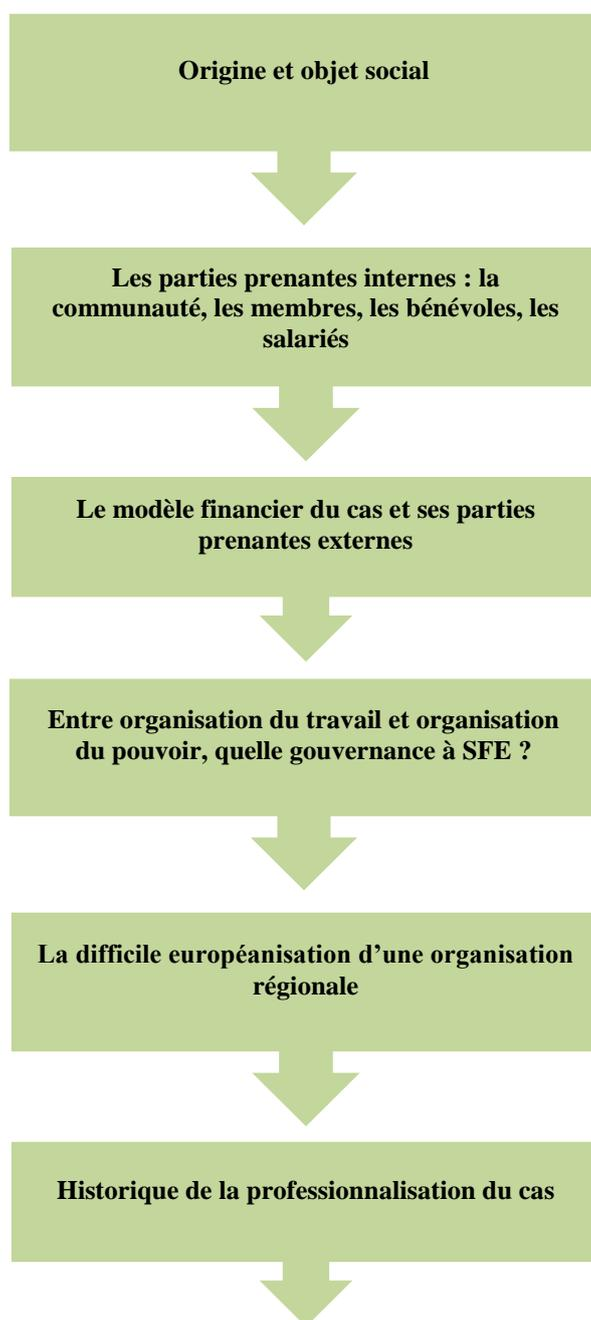 Origine et objet social
Les parties prenantes internes : la
communauté, les membres, les bénévoles, les
salariés
Le modèle financier du cas et ses parties
prenantes externes
Entre organisation du travail et organisation
du pouvoir, quelle gouvernance à SFE ?
La difficile européanisation d'une organisation
régionale
Historique de la professionnalisation du cas